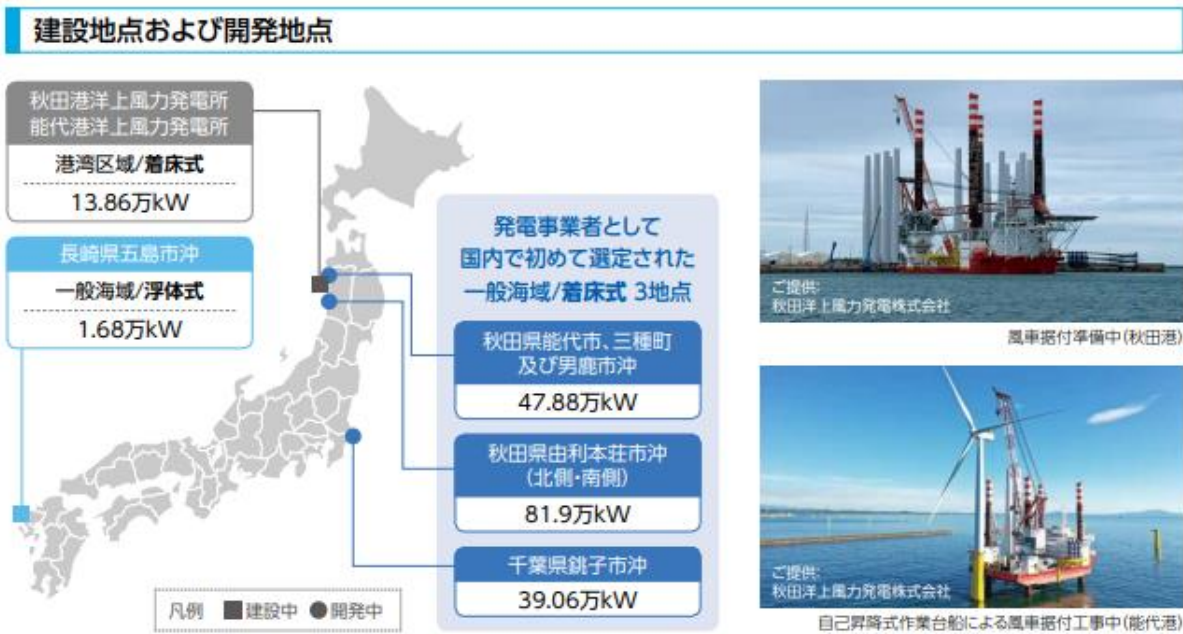 建設地点および開発地点
秋田港洋上風力発電所
能代港洋上風力発電所
港湾区域/着床式
13.86万kW
長崎県五島市沖
一般海域/浮体式
1.68万kW
発電事業者として
国内で初めて選定された
一般海域/着床式 3地点
秋田県能代市、三種町
及び男鹿市沖
47.88万kW
秋田県由利本荘市沖
(北側・南側)
81.9万kW
千葉県銚子市沖
39.06万kW
凡例 ■建設中 ●開発中
ご提供:
秋田洋上風力発電株式会社
風車据付準備中(秋田港)
ご提供:
秋田洋上風力発電株式会社
自己昇降式作業台船による風車据付工事中(能代港)